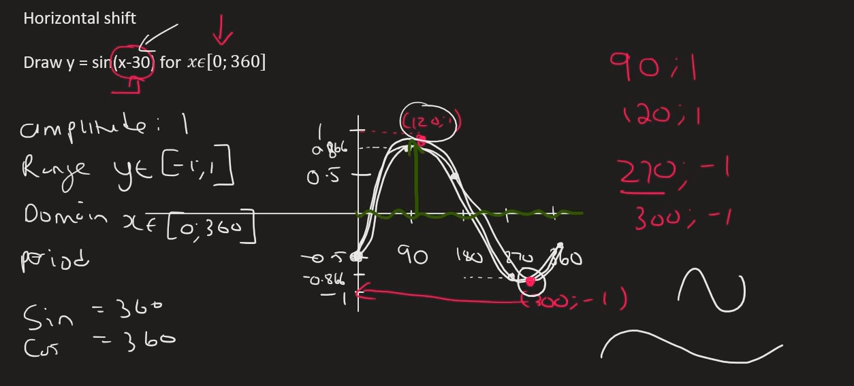 Horizontal shift
Draw y = sin(x-30) for xϵ[0; 360]
amplitude: 1
Range yϵ [-1; 1]
Domain xϵ [0; 360]
period
Sin = 360
Cos = 360
1
0.866
0.5
-0.5
-0.866
-1
90
180
270
360
(120; 1)
(300; -1)
90; 1
120; 1
270; -1
300; -1